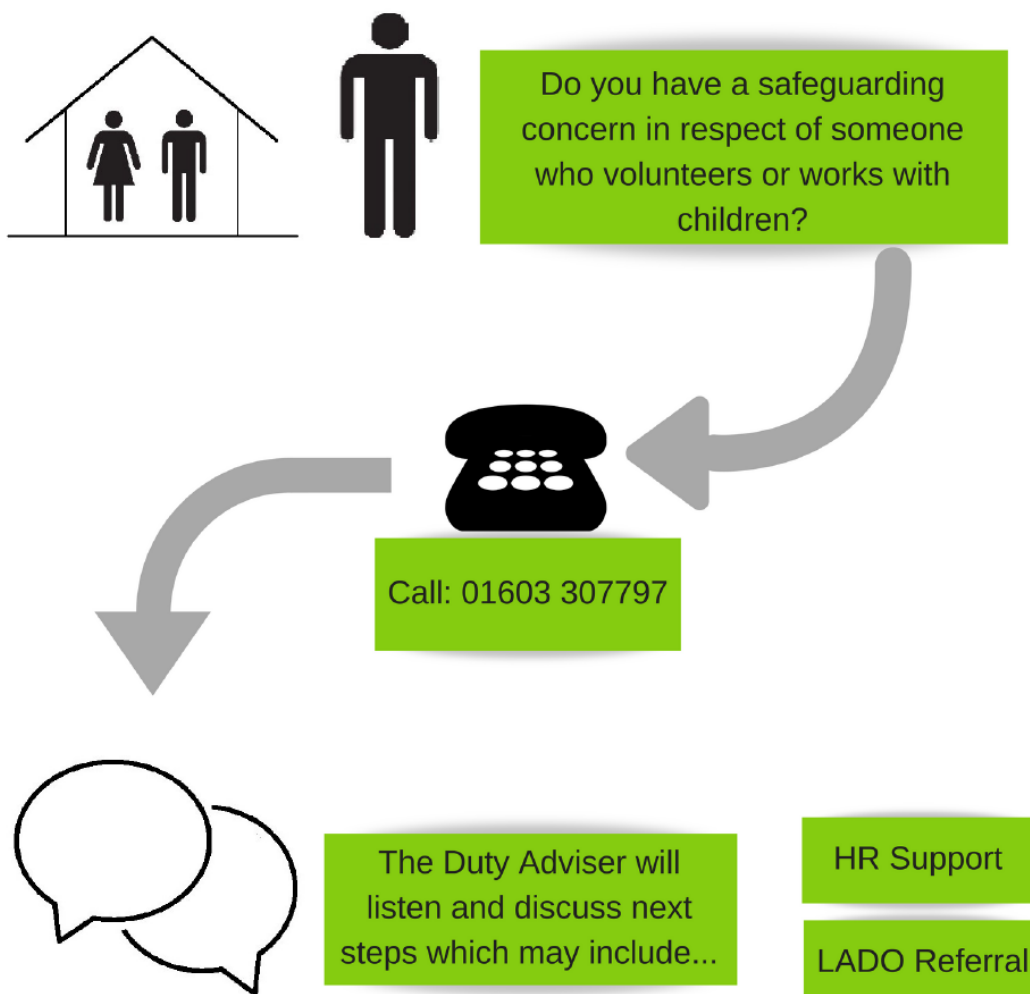 Do you have a safeguarding
concern in respect of someone
who volunteers or works with
children?
Call: 01603 307797
The Duty Adviser will
listen and discuss next
steps which may include...
HR Support
LADO Referral